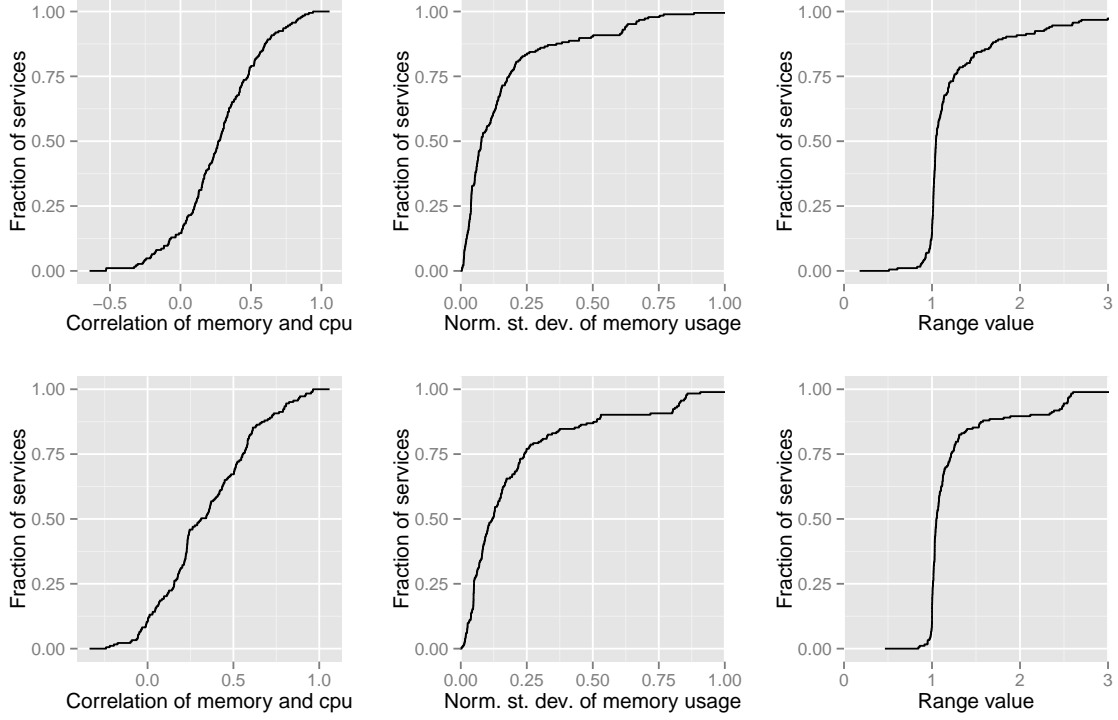 1.00
0.75
0.50
0.25
0.00
Fraction of services
−0.5 0.0 0.5 1.0
Correlation of memory and cpu
1.00
0.75
0.50
0.25
0.00
Fraction of services
0.00 0.25 0.50 0.75 1.00
Norm. st. dev. of memory usage
1.00
0.75
0.50
0.25
0.00
Fraction of services
0 1 2 3
Range value
1.00
0.75
0.50
0.25
0.00
Fraction of services
0.0 0.5 1.0
Correlation of memory and cpu
1.00
0.75
0.50
0.25
0.00
Fraction of services
0.00 0.25 0.50 0.75 1.00
Norm. st. dev. of memory usage
1.00
0.75
0.50
0.25
0.00
Fraction of services
0 1 2 3
Range value